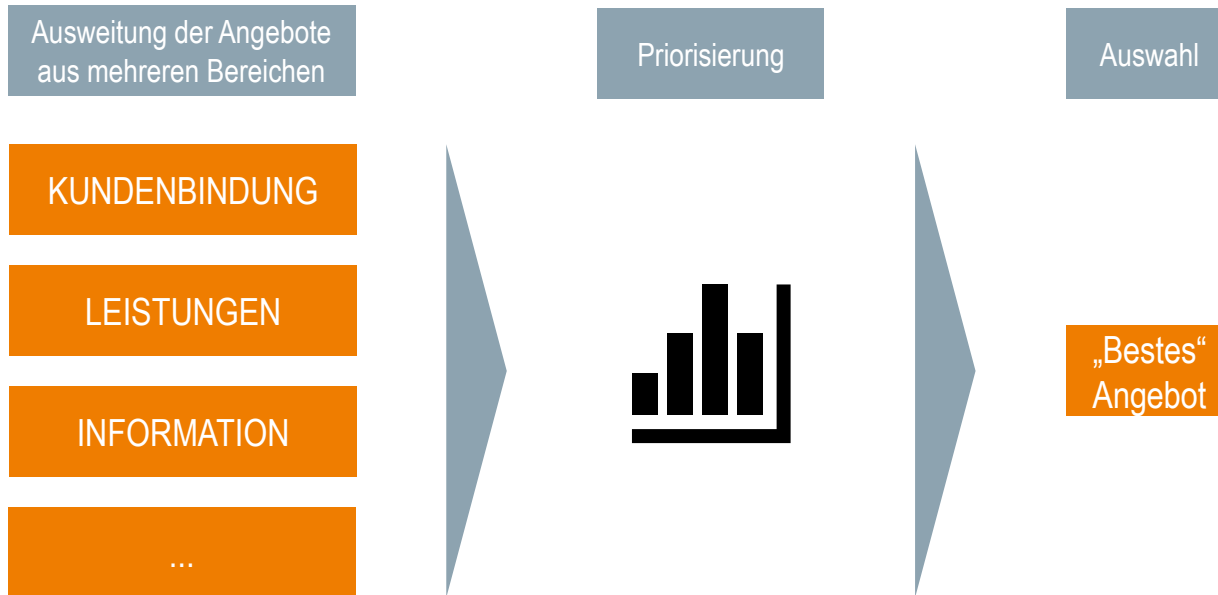 Ausweitung der Angebote
aus mehreren Bereichen
Priorisierung
Auswahl
KUNDENBINDUNG
LEISTUNGEN
INFORMATION
...
„Bestes“
Angebot